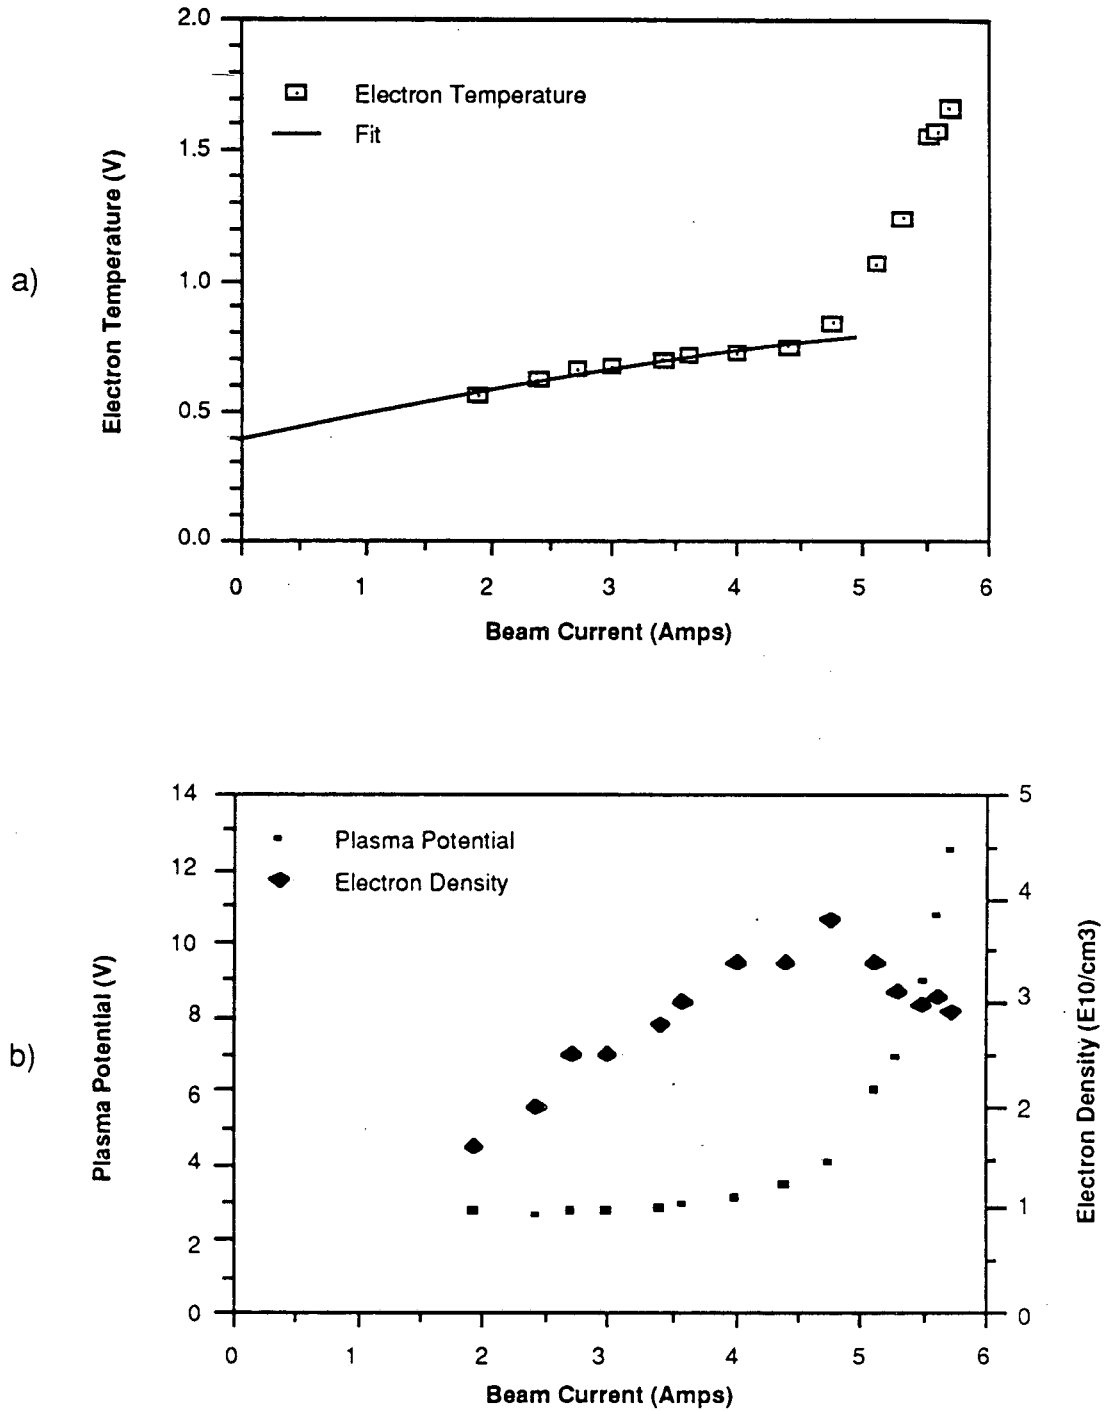 2.0
Electron Temperature
Fit
1.5
1.0
0.5
0.0
Electron Temperature (V)
a)
0 1 2 3 4 5 6
Beam Current (Amps)
14
12
10
8
6
4
2
0
Plasma Potential (V)
b)
Plasma Potential
Electron Density
5
4
3
2
1
0
Electron Density (E10/cm3)
0 1 2 3 4 5 6
Beam Current (Amps)